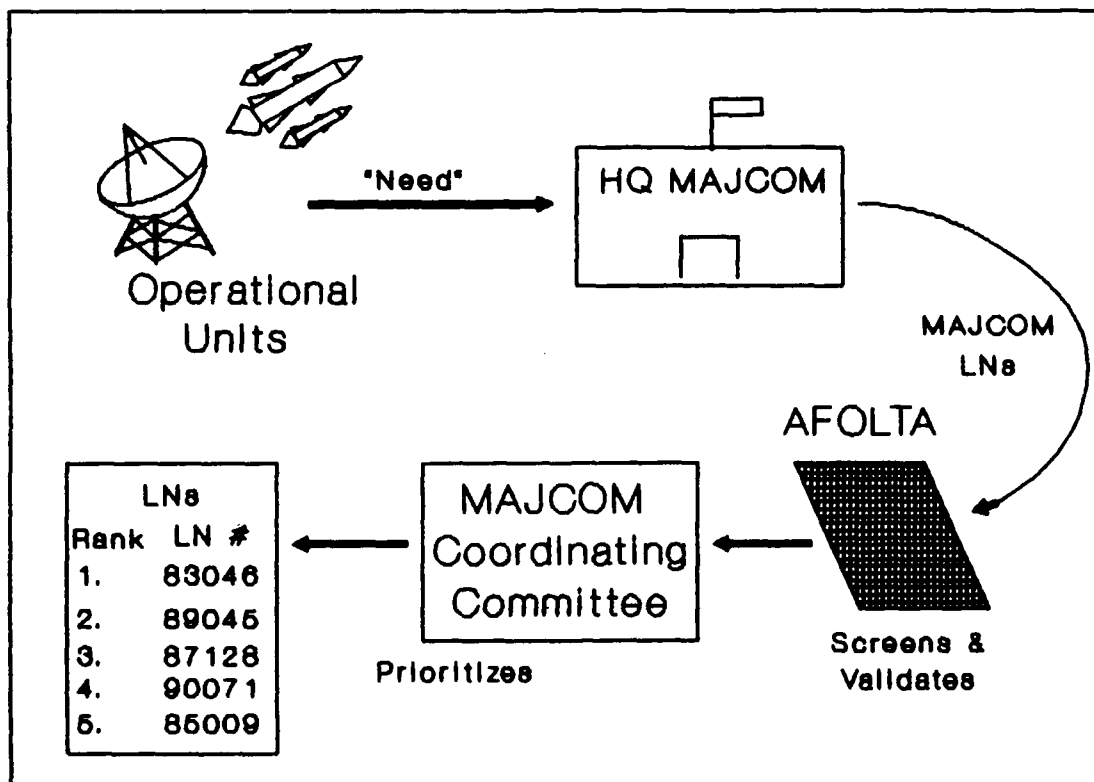 "Need"
HQ MAJCOM
Operational
Units
MAJCOM
LNs
AFOLTA
Screens &
Validates
MAJCOM
Coordinating
Committee
Prioritizes
LNs
Rank LN #
1. 83046
2. 89045
3. 87128
4. 90071
5. 85009